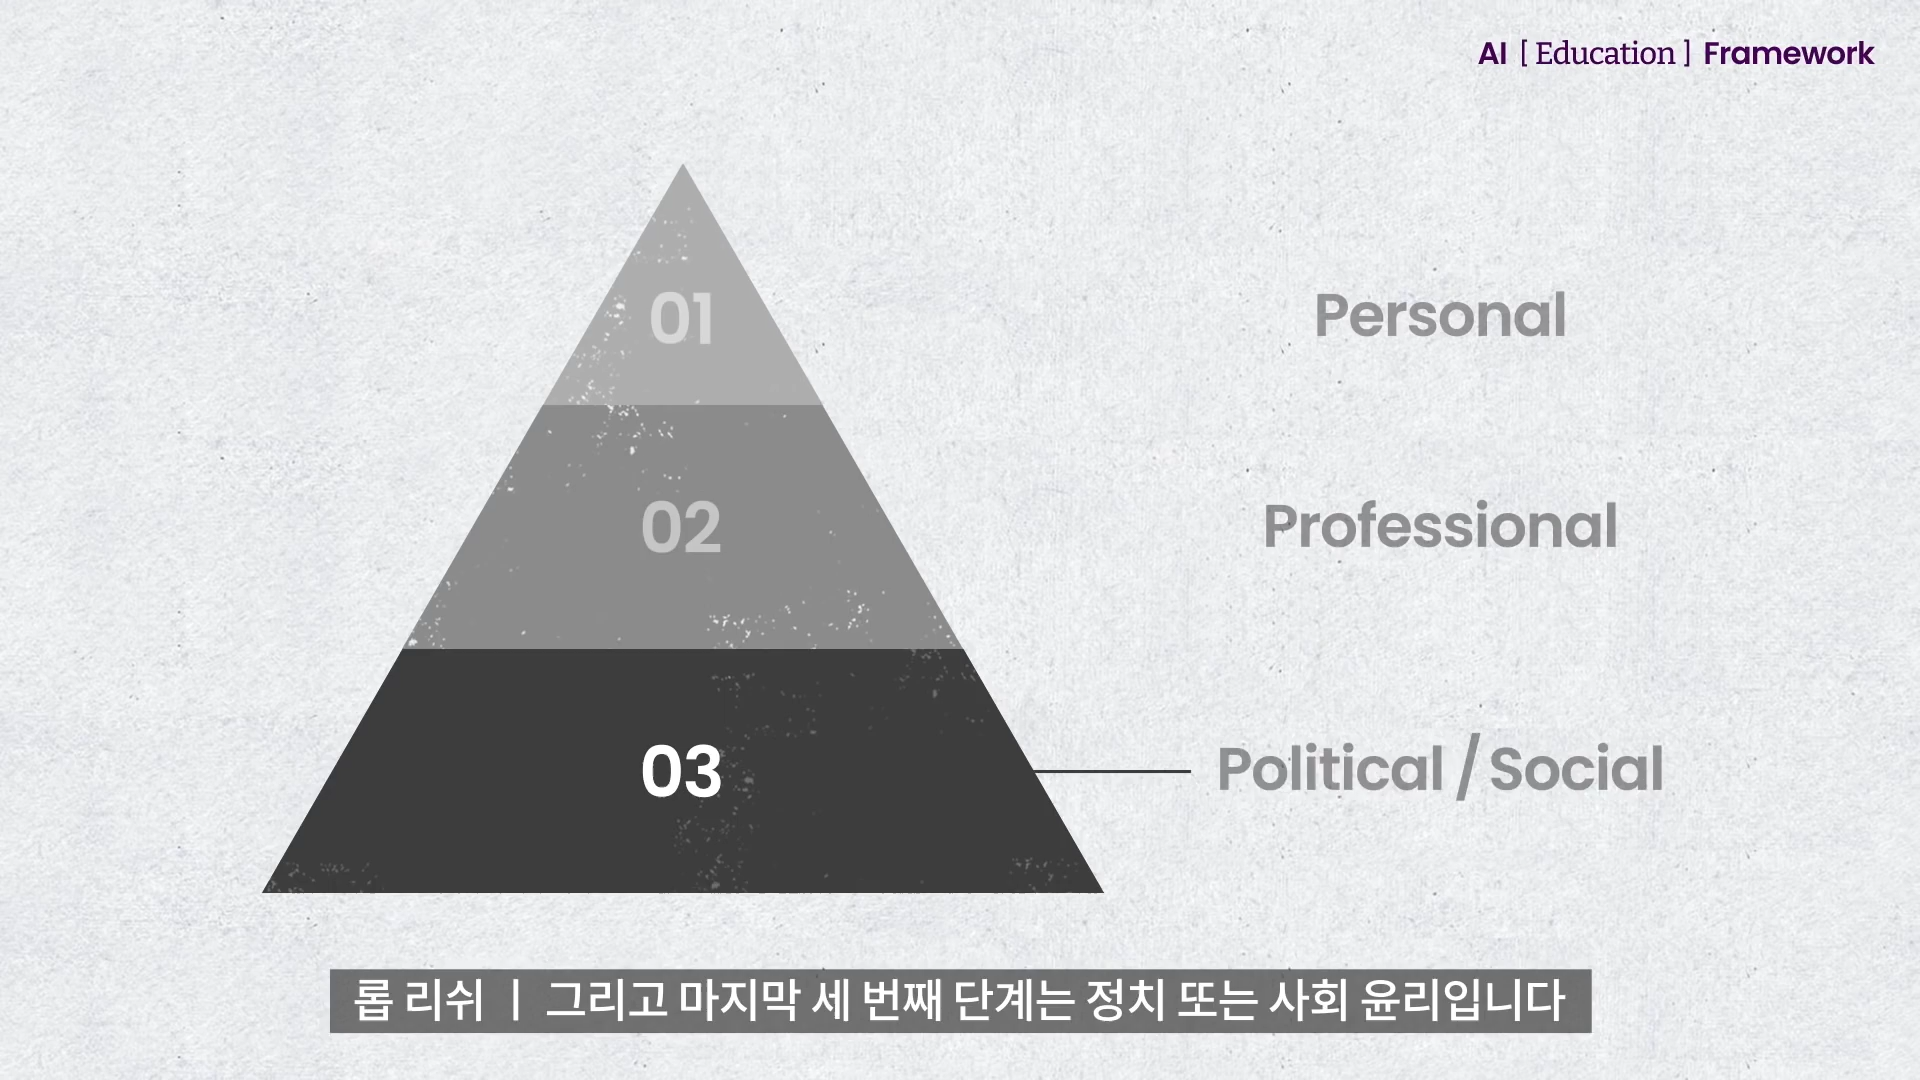 AI [ Education ] Framework
01
Personal
02
Professional
03
Political / Social
롭 리쉬 | 그리고 마지막 세 번째 단계는 정치 또는 사회 윤리입니다